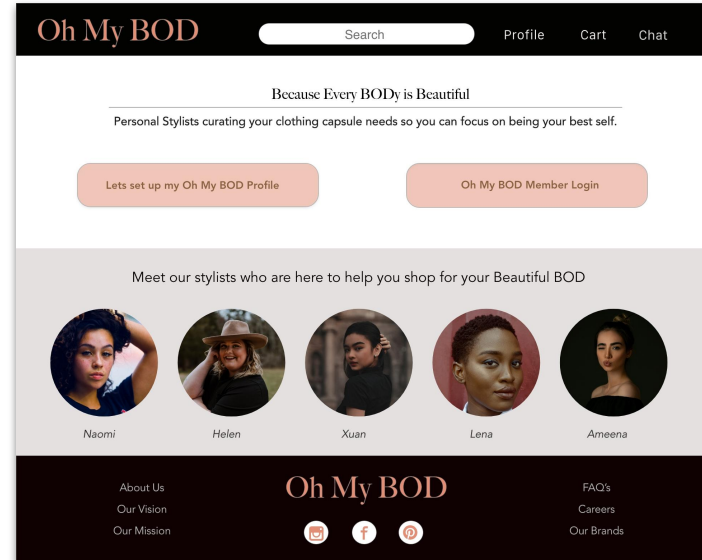 Oh My BOD
Search
Profile
Cart
Chat
Because Every BODy is Beautiful
Personal Stylists curating your clothing capsule needs so you can focus on being your best self.
Lets set up my Oh My BOD Profile
Oh My BOD Member Login
Meet our stylists who are here to help you shop for your Beautiful BOD
Naomi
Helen
Xuan
Lena
Ameena
About Us
Our Vision
Our Mission
Oh My BOD
FAQ's
Careers
Our Brands